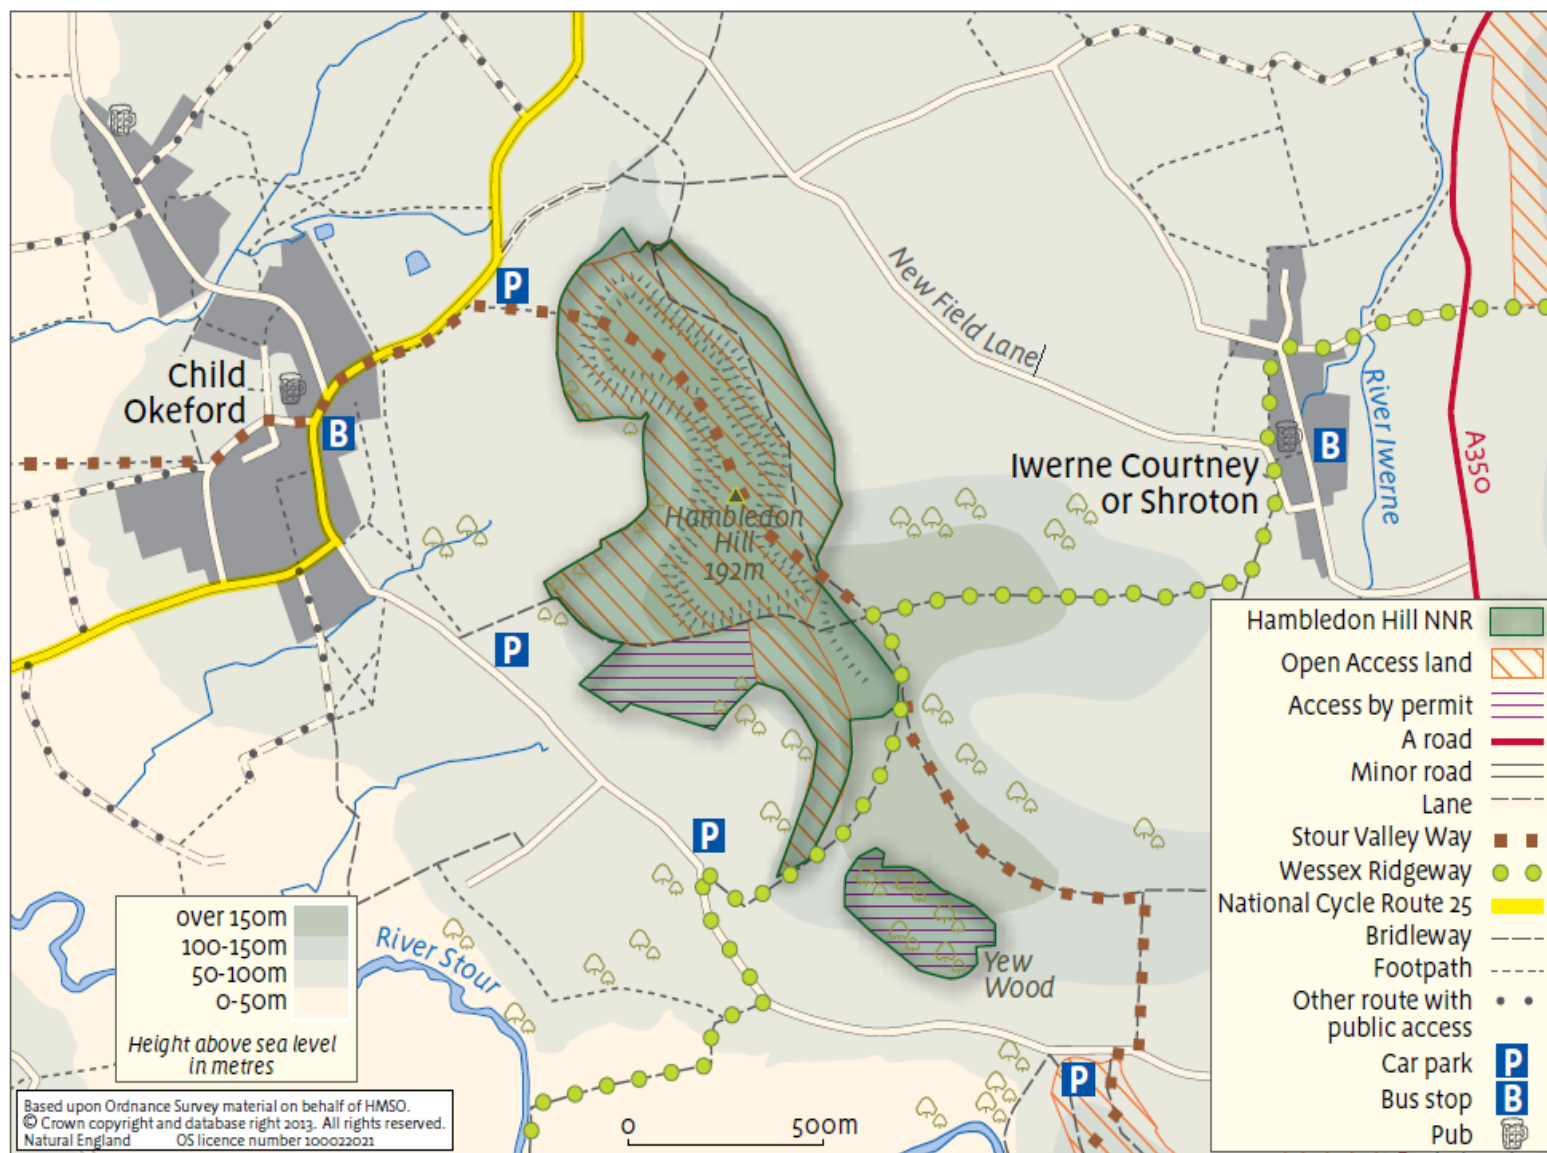 P
New Field Lane
Child
Okeford
B
River Iwerne
B
A350
Iwerne Courtney
or Shroton
Hambledon
Hill
192m
P
P
Yew
Wood
River Stour
P
over 150m
100-150m
50-100m
0-50m
Height above sea level
in metres
Based upon Ordnance Survey material on behalf of HMSO.
© Crown copyright and database right 2013. All rights reserved.
Natural England OS licence number 100022021
0 500m
Hambledon Hill NNR
Open Access land
Access by permit
A road
Minor road
Lane
Stour Valley Way
Wessex Ridgeway
National Cycle Route 25
Bridleway
Footpath
Other route with
public access
Car park P
Bus stop B
Pub